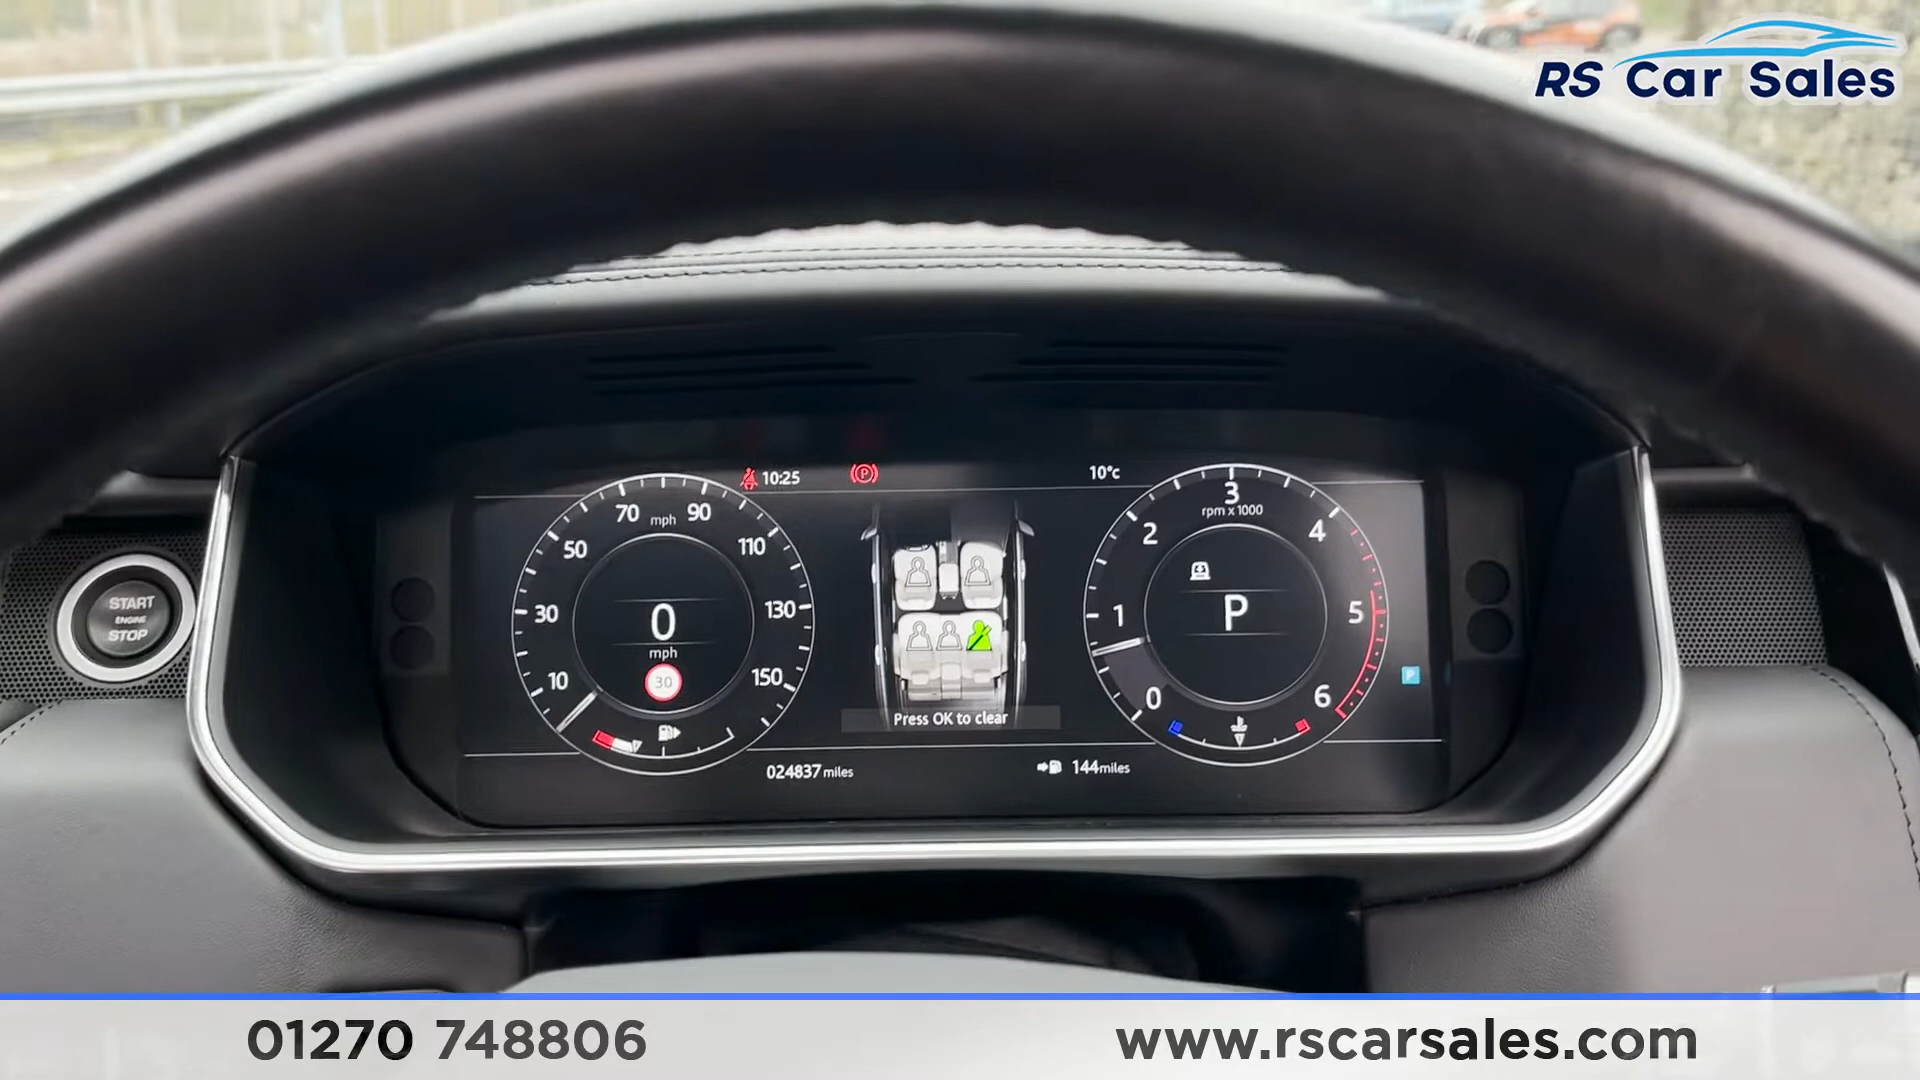 RS Car Sales
10:25
P
10°c
70 mph 90
50
110
30
130
10
150
0
mph
30
3
rpm x 1000
2
4
1
5
0
6
P
P
START
ENGINE
STOP
Press OK to clear
024837 miles
144 miles
01270 748806
www.rscarsales.com